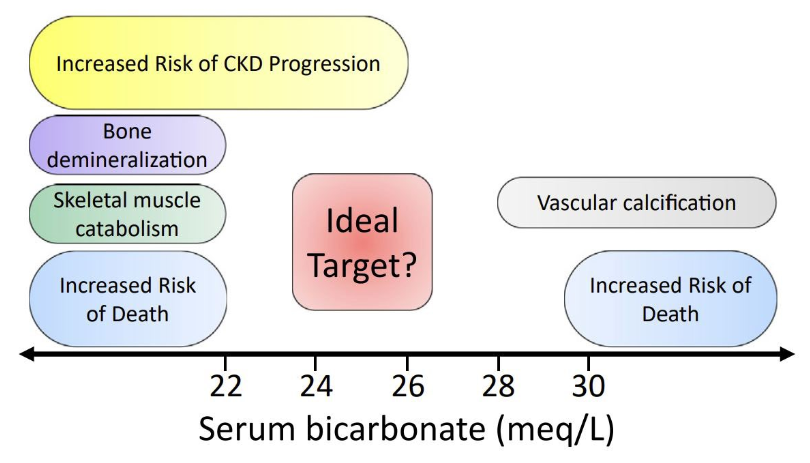 Increased Risk of CKD Progression
Bone
demineralization
Skeletal muscle
catabolism
Increased Risk
of Death
Ideal
Target?
Vascular calcification
Increased Risk of
Death
22 24 26 28 30
Serum bicarbonate (meq/L)